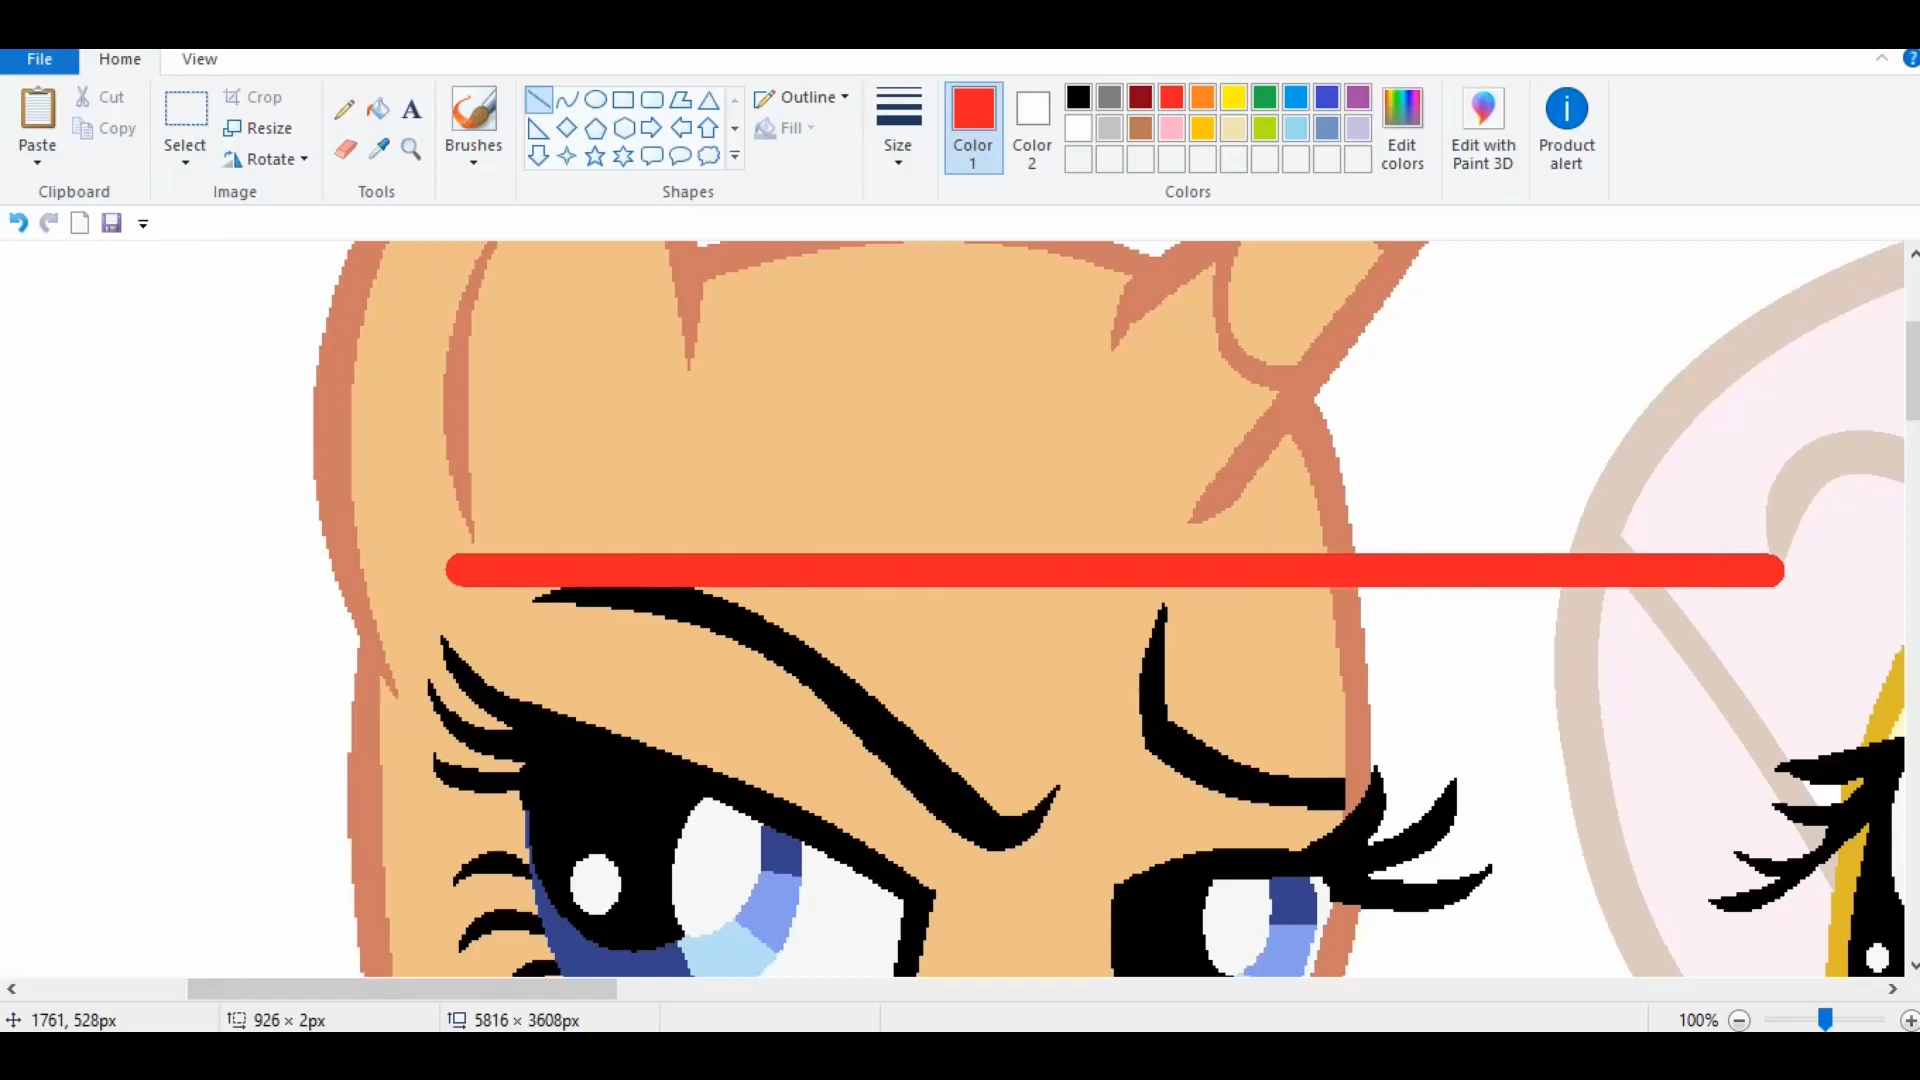 File Home View
Paste
Cut
Copy
Clipboard
Select
Crop
Resize
Rotate
Image
A
Tools
Brushes
Shapes
Outline
Fill
Size
Color
1
Color
2
Edit
colors
Colors
Edit with
Paint 3D
Product
alert
1761, 528px
926 × 2px
5816 × 3608px
100%